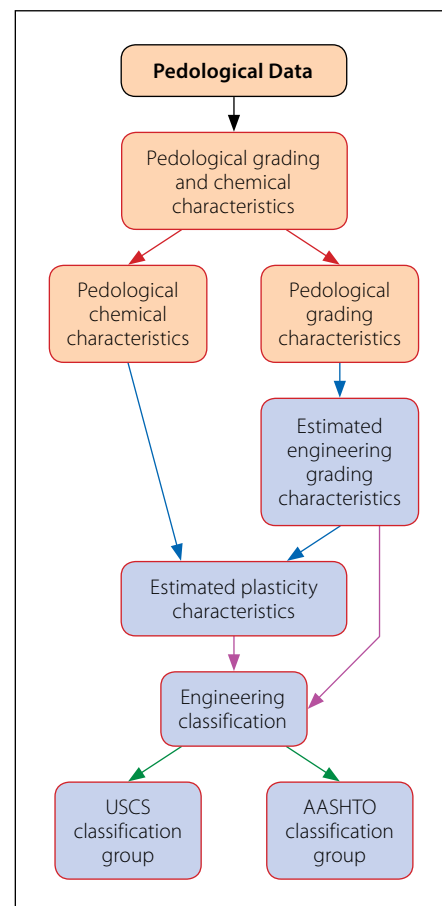 Pedological Data
Pedological grading
and chemical
characteristics
Pedological
chemical
characteristics
Pedological
grading
characteristics
Estimated
engineering
grading
characteristics
Estimated plasticity
characteristics
Engineering
classification
USCS
classification
group
AASHTO
classification
group